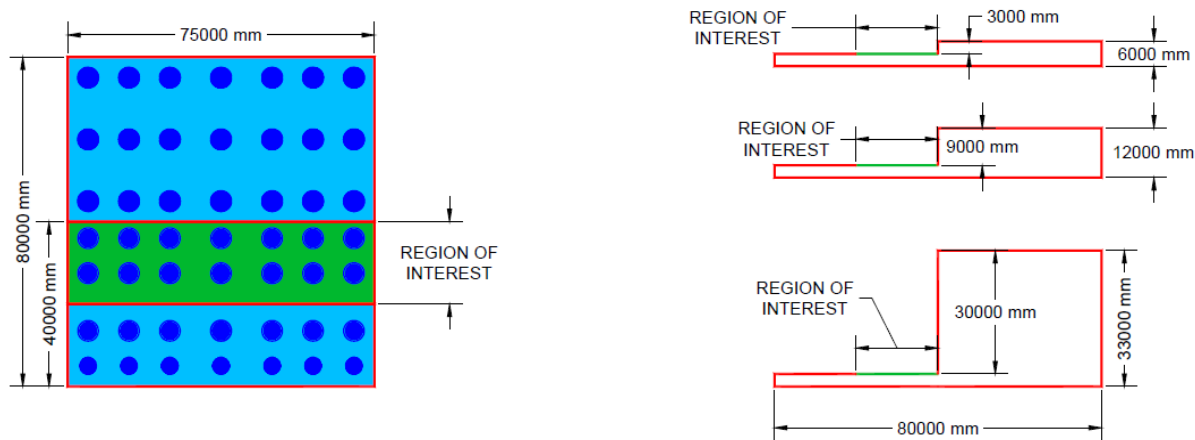 75000 mm
80000 mm
40000 mm
REGION OF
INTEREST
REGION OF
INTEREST
3000 mm
6000 mm
REGION OF
INTEREST
9000 mm
12000 mm
REGION OF
INTEREST
30000 mm
33000 mm
80000 mm